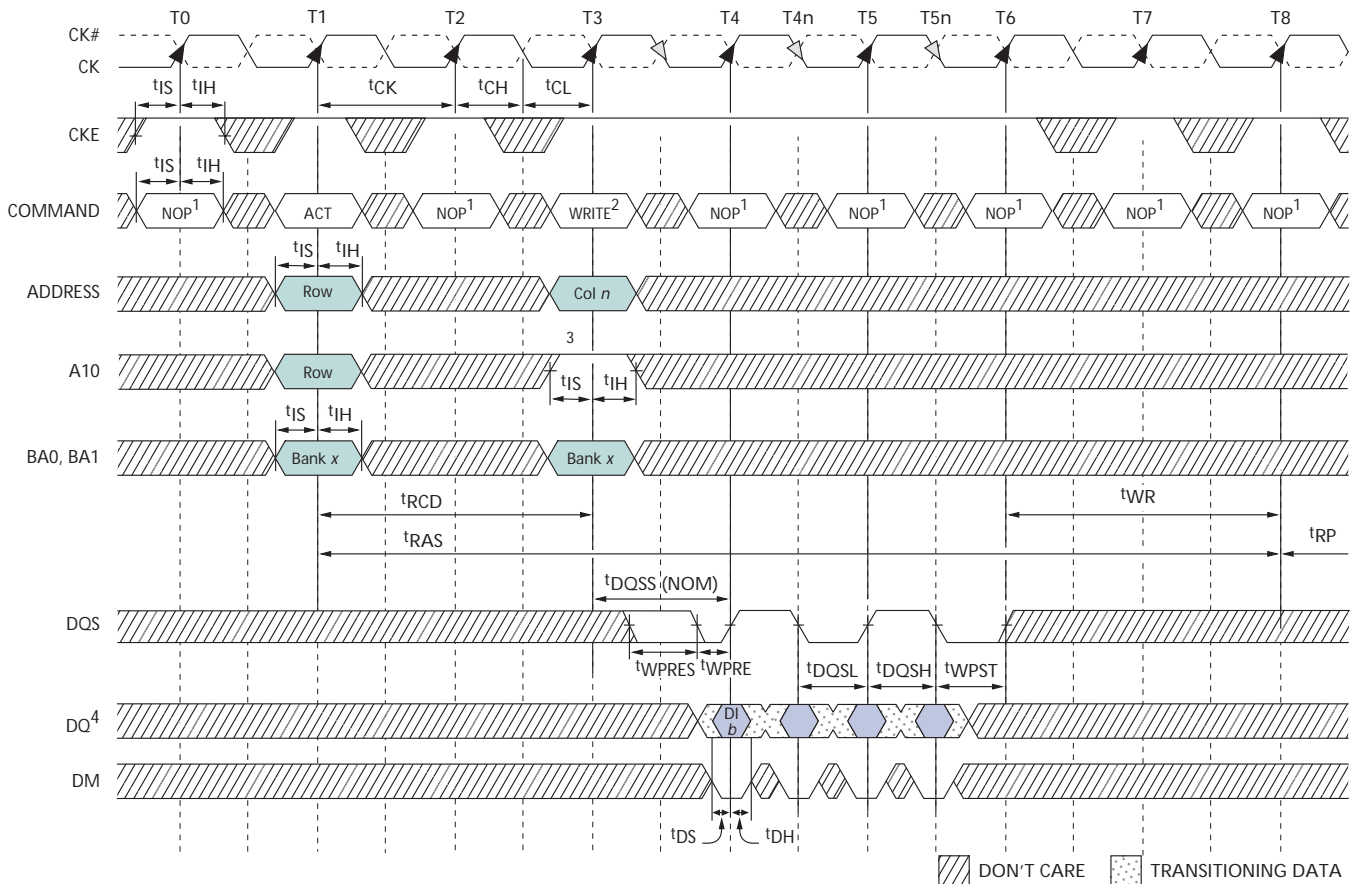 T0 T1 T2 T3 T4 T4n T5 T5n T6 T7 T8
CK#
CK
tIS tIH tCK tCH tCL
CKE
tIS tIH
COMMAND NOP1 ACT NOP1 WRITE2 NOP1 NOP1 NOP1 NOP1 NOP1
tIS tIH
ADDRESS Row Col n
3
A10 Row
tIS tIH
tIS tIH
BA0, BA1 Bank x Bank x
tRCD tWR
tRAS tRP
tDQSS (NOM)
DQS
tWPRES tWPRE tDQSL tDQSH tWPST
DQ4 DI
b
DM
tDS tDH
DON'T CARE TRANSITIONING DATA